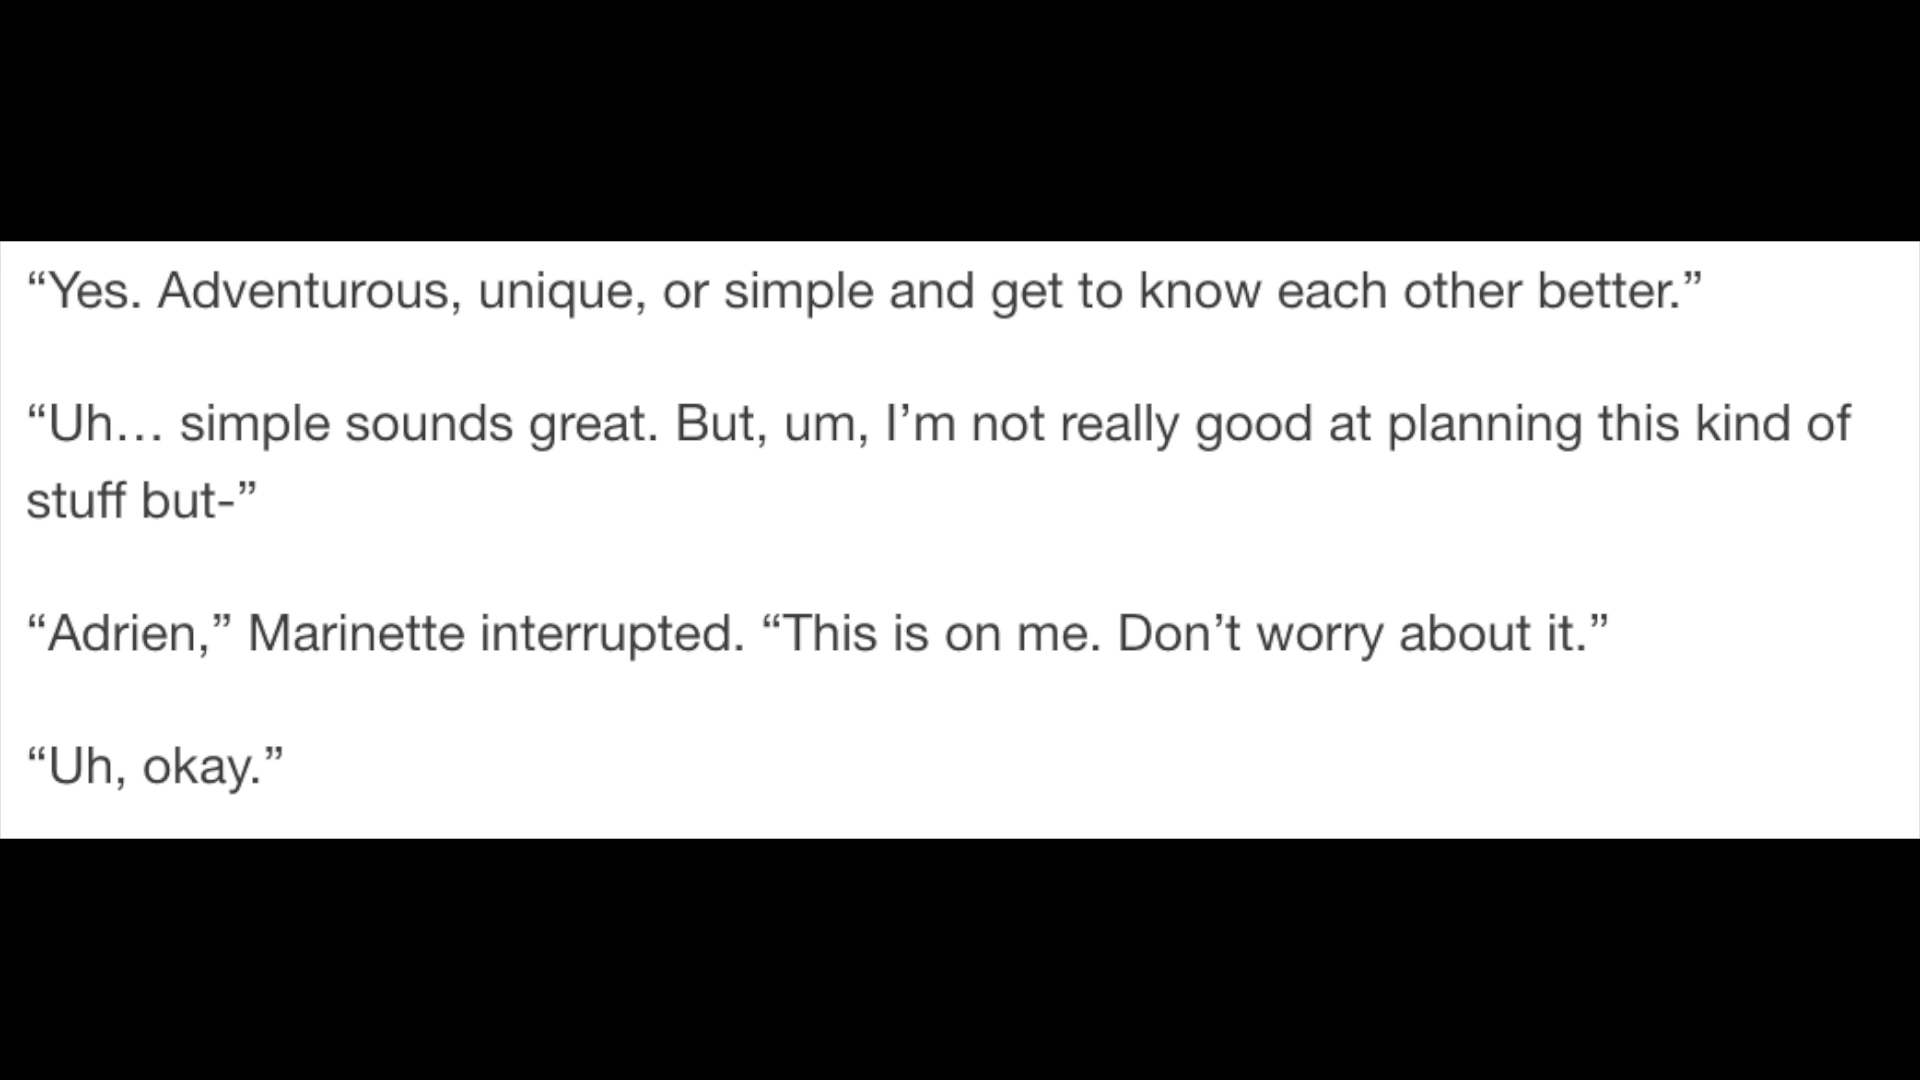 “Yes. Adventurous, unique, or simple and get to know each other better.”
“Uh… simple sounds great. But, um, I’m not really good at planning this kind of
stuff but-”
“Adrien,” Marinette interrupted. “This is on me. Don’t worry about it.”
“Uh, okay.”